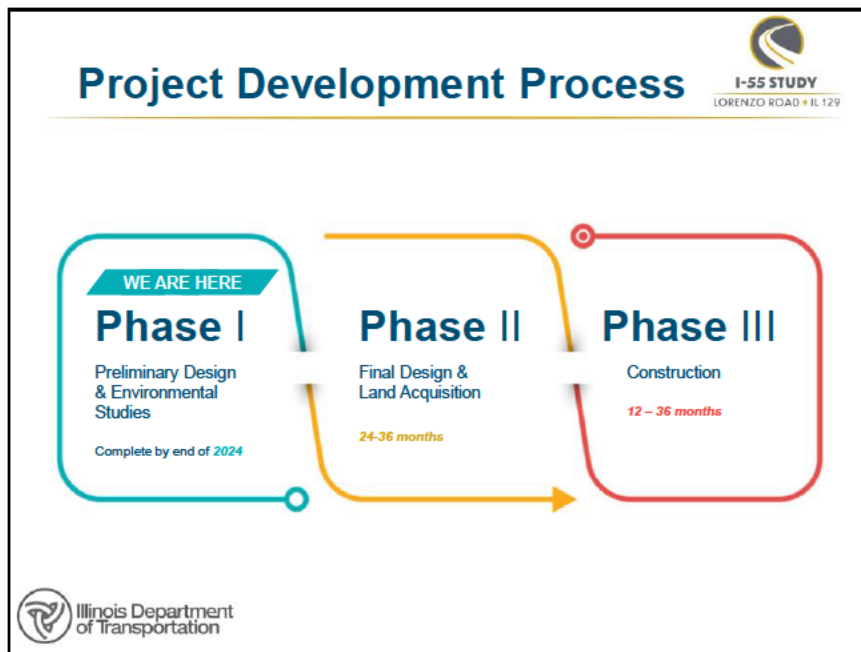 Project Development Process
I-55 STUDY
LORENZO ROAD + IL 129
WE ARE HERE
Phase I
Preliminary Design
& Environmental
Studies
Complete by end of 2024
Phase II
Final Design &
Land Acquisition
24-36 months
Phase III
Construction
12 – 36 months
Illinois Department
of Transportation